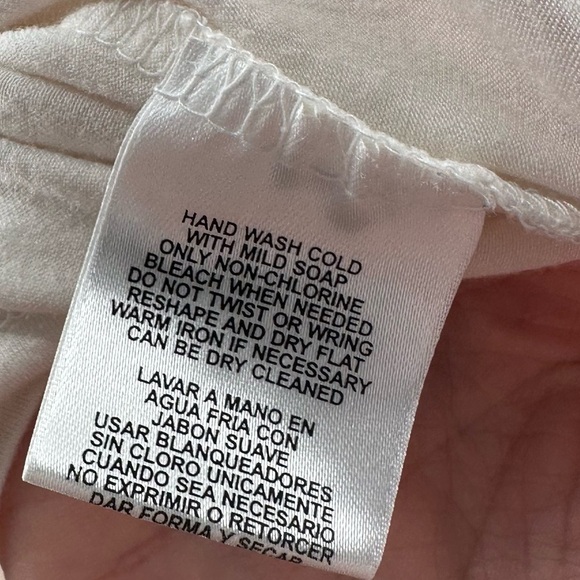 HAND WASH COLD
WITH MILD SOAP
ONLY NON-CHLORINE
BLEACH WHEN NEEDED
DO NOT TWIST OR WRING
RESHAPE AND DRY FLAT
WARM IRON IF NECESSARY
CAN BE DRY CLEANED
LAVAR A MANO EN
AGUA FRIA CON
JABON SUAVE
USAR BLANQUEADORES
SIN CLORO UNICAMENTE
CUANDO SEA NECESARIO
NO EXPRIMIR O RETORCER
DAR FORMA Y SECAR